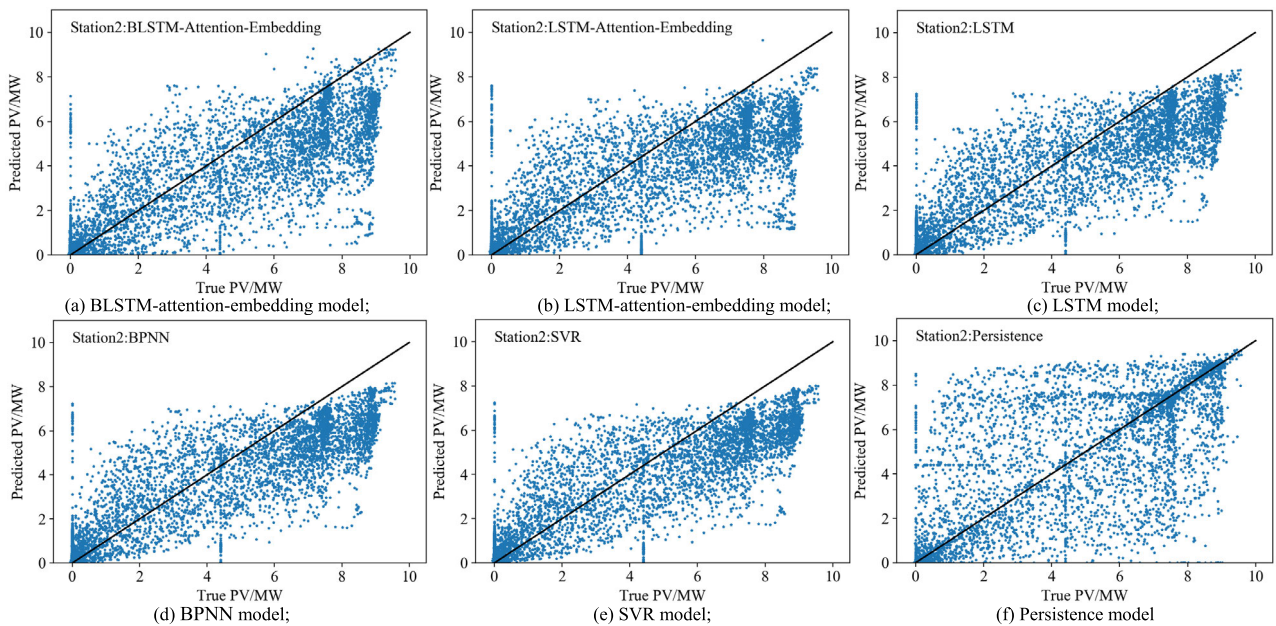 Station2:BLSTM-Attention-Embedding
Predicted PV/MW
10
8
6
4
2
0
0 2 4 6 8 10
True PV/MW
(a) BLSTM-attention-embedding model;
Station2:LSTM-Attention-Embedding
Predicted PV/MW
10
8
6
4
2
0
0 2 4 6 8 10
True PV/MW
(b) LSTM-attention-embedding model;
Station2:LSTM
Predicted PV/MW
10
8
6
4
2
0
0 2 4 6 8 10
True PV/MW
(c) LSTM model;
Station2:BPNN
Predicted PV/MW
10
8
6
4
2
0
0 2 4 6 8 10
True PV/MW
(d) BPNN model;
Station2:SVR
Predicted PV/MW
10
8
6
4
2
0
0 2 4 6 8 10
True PV/MW
(e) SVR model;
Station2:Persistence
Predicted PV/MW
10
8
6
4
2
0
0 2 4 6 8 10
True PV/MW
(f) Persistence model